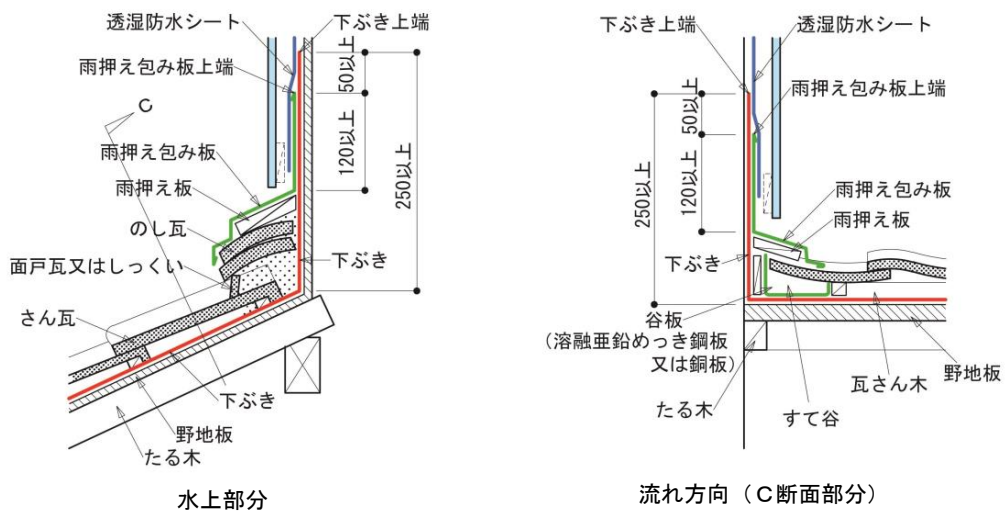 透湿防水シート
下ぶき上端
雨押え包み板上端
50以上
120以上
250以上
C
雨押え包み板
雨押え板
のし瓦
面戸瓦又はしっくい
下ぶき
さん瓦
下ぶき
野地板
たる木
水上部分
下ぶき上端
透湿防水シート
雨押え包み板上端
50以上
120以上
250以上
雨押え包み板
雨押え板
下ぶき
谷板
(溶融亜鉛めっき鋼板
又は銅板)
たる木
すて谷
瓦さん木
野地板
流れ方向(C断面部分)